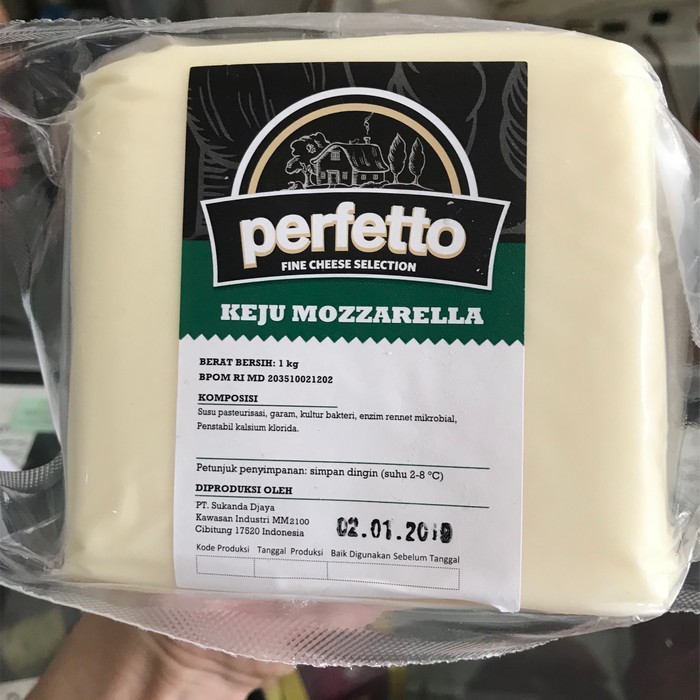 perfetto
FINE CHEESE SELECTION
KEJU MOZZARELLA
BERAT BERSIH: 1 kg
BPOM RI MD 203510021202
KOMPOSISI
Susu pasteurisasi, garam, kultur bakteri, enzim rennet mikrobial,
Penstabil kalsium klorida.
Petunjuk penyimpanan: simpan dingin (suhu 2-8 °C)
DIPRODUKSI OLEH
PT. Sukanda Djaya
Kawasan Industri MM2100
Cibitung 17520 Indonesia
02.01.2019
Kode Produksi Tanggal Produksi Baik Digunakan Sebelum Tanggal